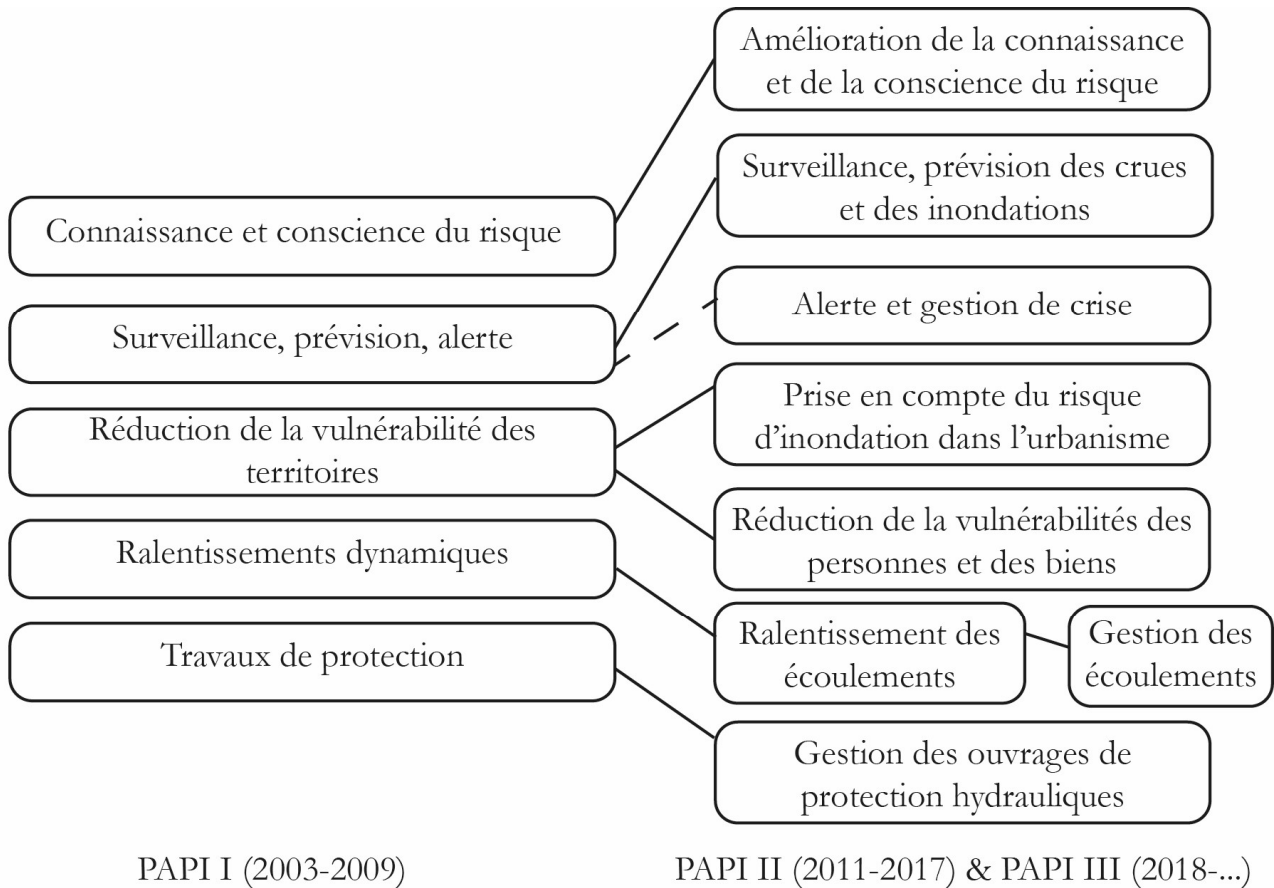 Connaissance et conscience du risque
Surveillance, prévision, alerte
Réduction de la vulnérabilité des
territoires
Ralentissements dynamiques
Travaux de protection
PAPI I (2003-2009)
Amélioration de la connaissance
et de la conscience du risque
Surveillance, prévision des crues
et des inondations
Alerte et gestion de crise
Prise en compte du risque
d’inondation dans l’urbanisme
Réduction de la vulnérabilités des
personnes et des biens
Ralentissement des
écoulements
Gestion des
écoulements
Gestion des ouvrages de
protection hydrauliques
PAPI II (2011-2017) & PAPI III (2018-...)